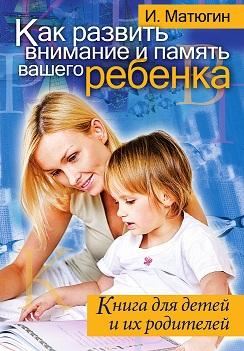 И. Матюгин
Как развить
внимание и память
вашего ребенка
Книга для детей
и их родителей